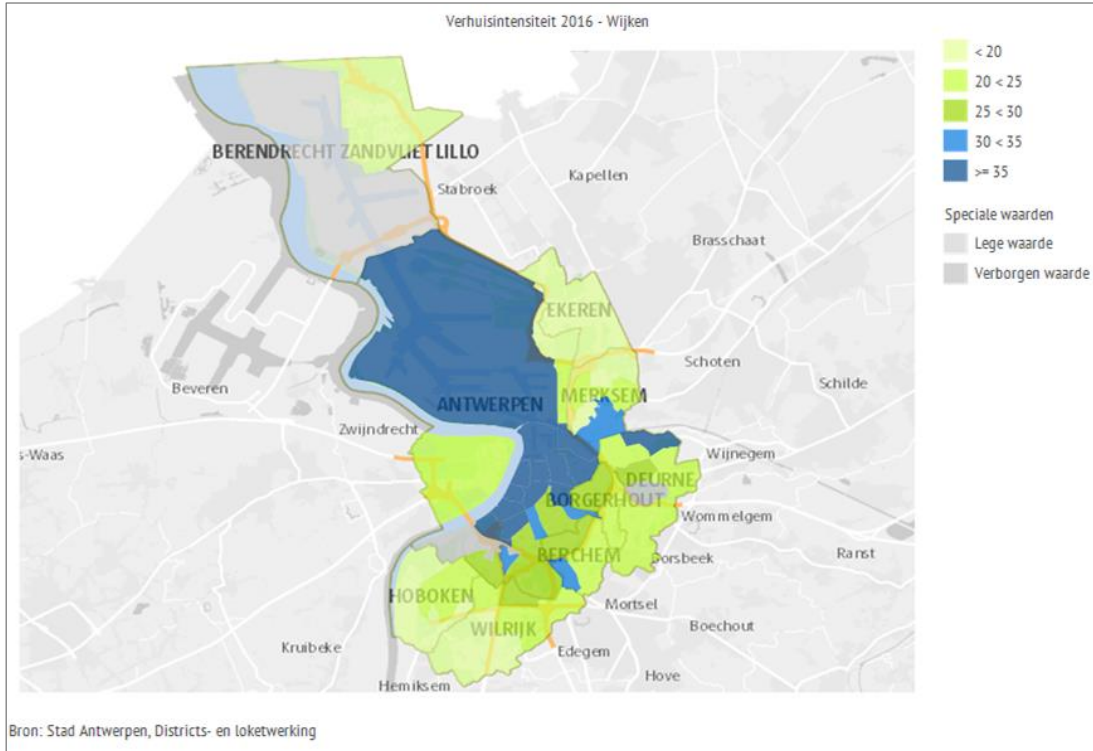 Verhuisintensiteit 2016 - Wijken
< 20
20 < 25
25 < 30
30 < 35
>= 35
Speciale waarden
Lege waarde
Verborgen waarde
BERENDRECHT ZANDVLIET LILLO
Stabroek
Kapellen
Brasschaat
EKEREN
Schoten
Schilde
Beveren
MERKSEM
ANTWERPEN
Zwijndrecht
s-Waas
Wijnegem
DEURNE
BORGERHOUT
Wommelgem
BERCHEM
Borsbeek
Ranst
HOBOKEN
Mortsel
Boechout
WILRIJK
Kruibeke
Edegem
Hove
Hemiksem
Bron: Stad Antwerpen, Districts- en loketwerking